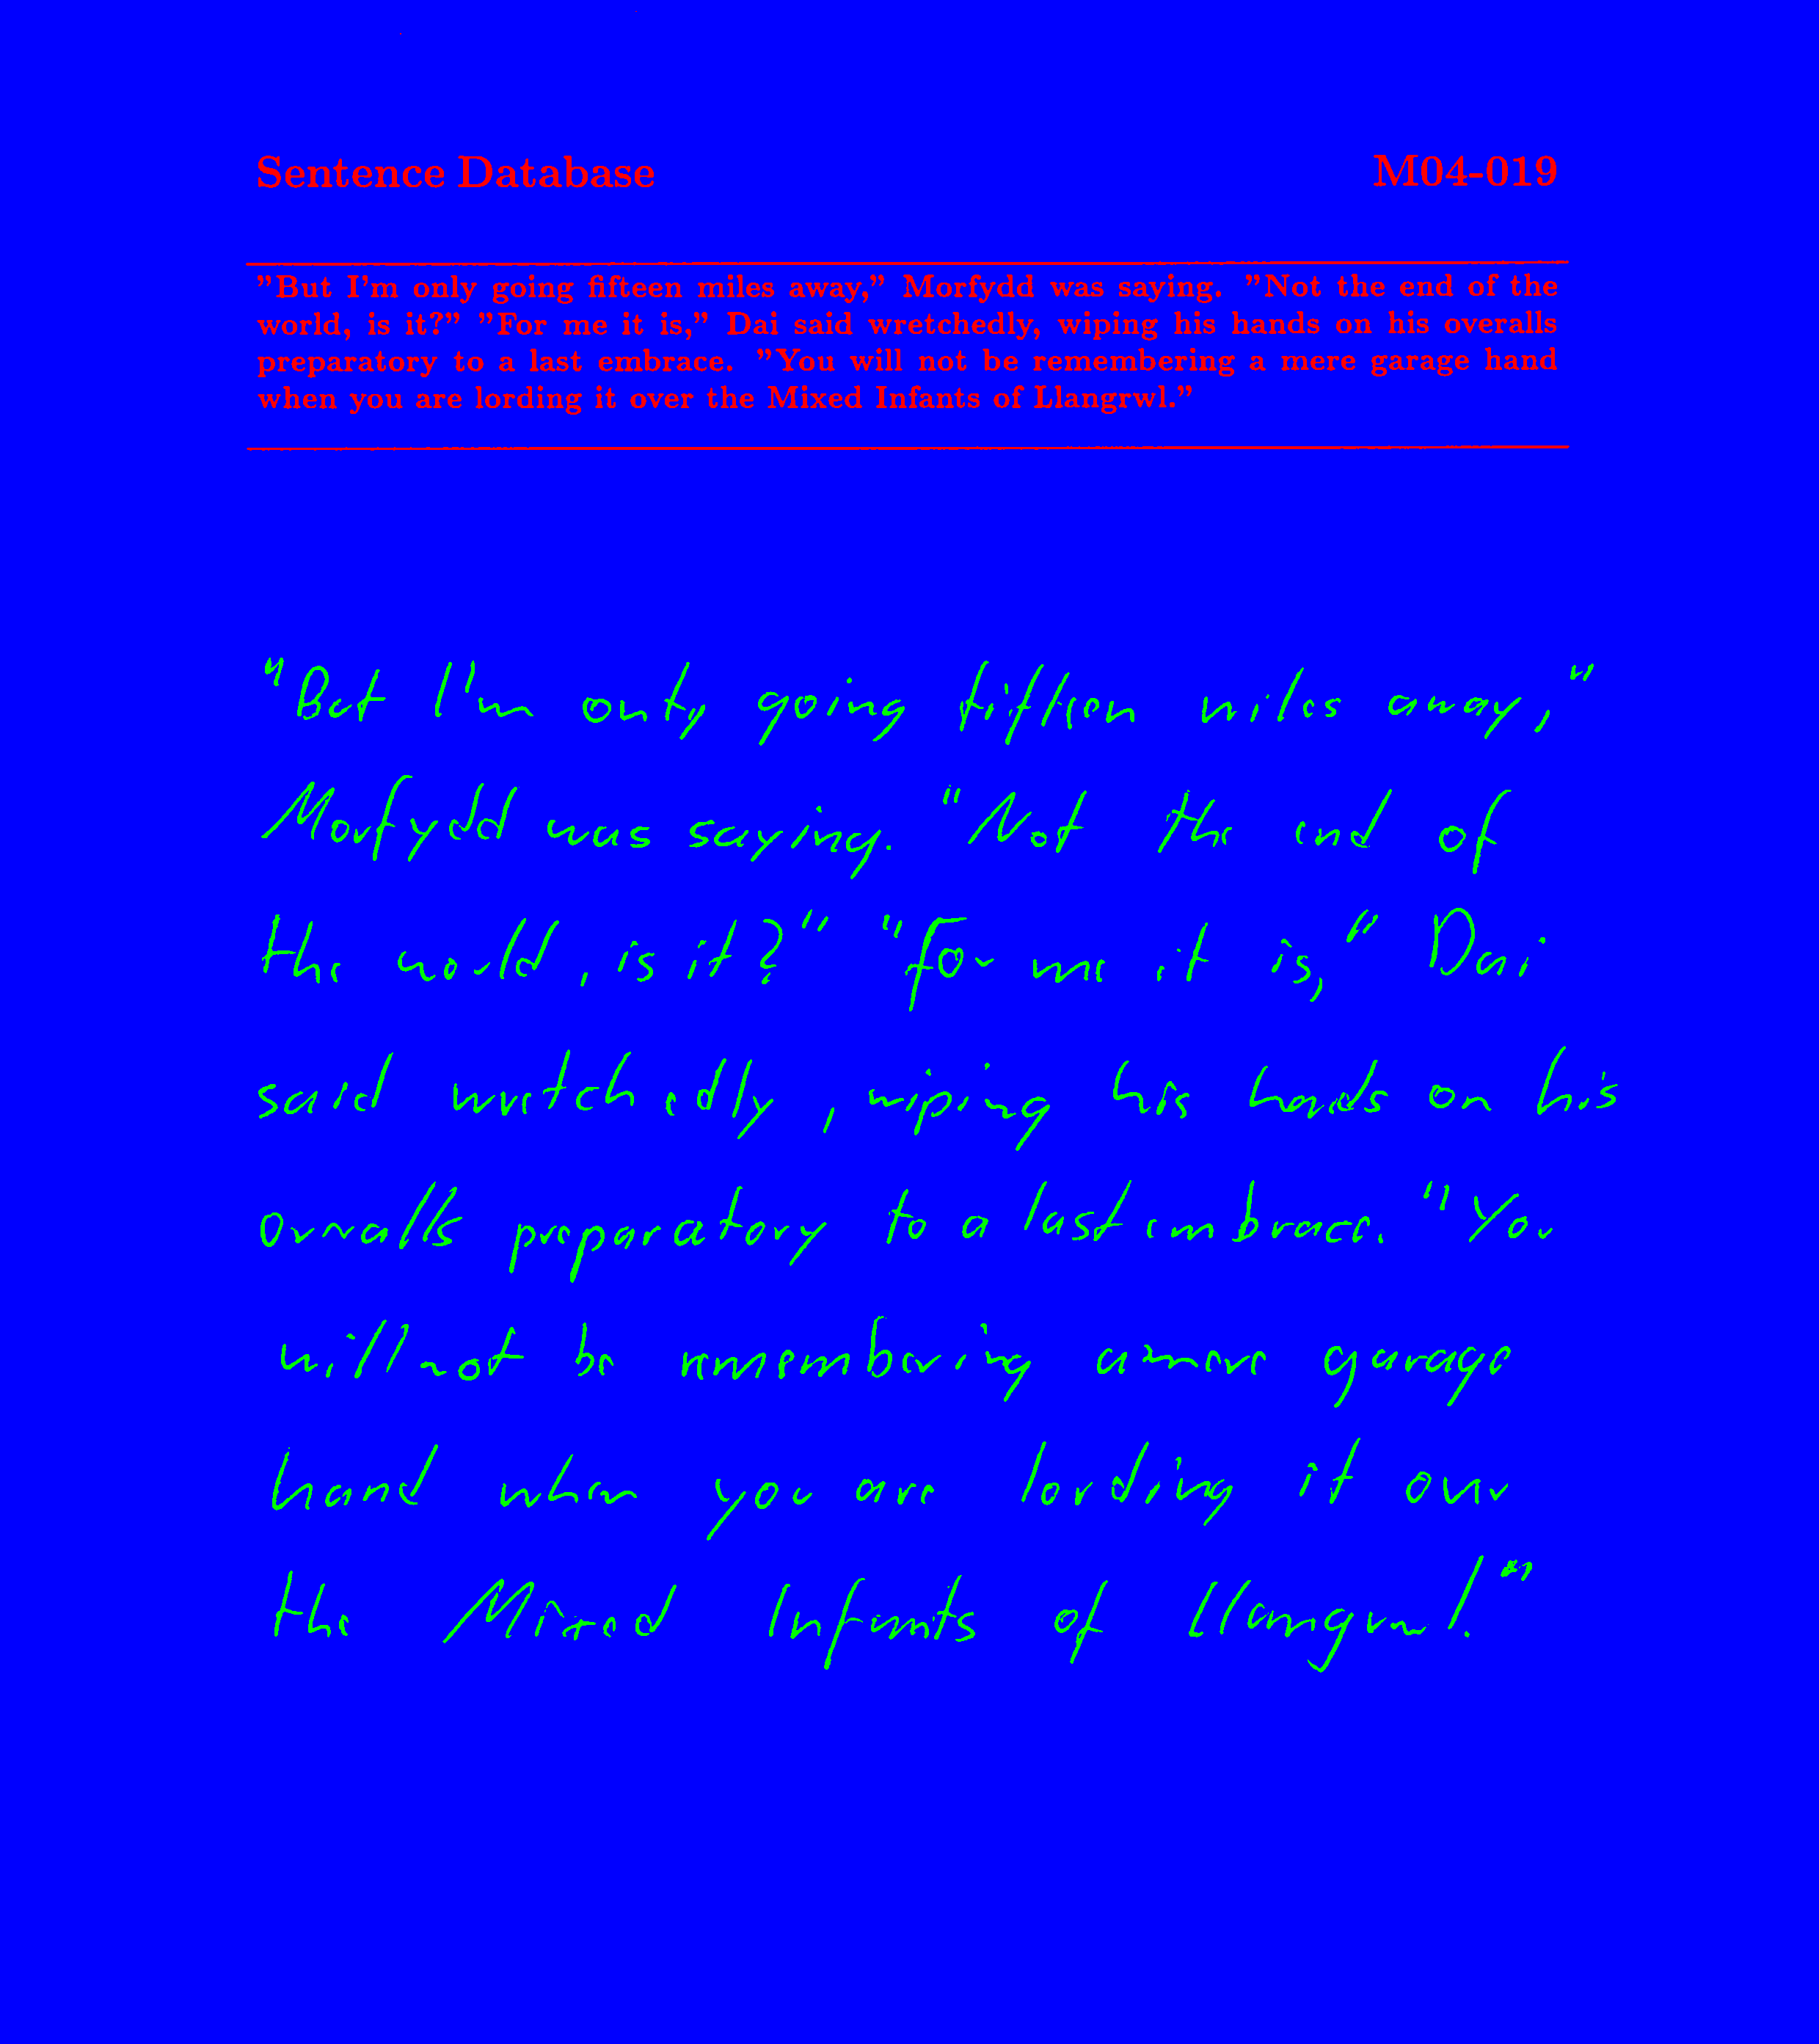 Sentence Database M04-019
"But I'm only going fifteen miles away," Morfydd was saying. "Not the end of the
world, is it?" "For me it is," Dai said wretchedly, wiping his hands on his overalls
preparatory to a last embrace. "You will not be remembering a mere garage hand
when you are lording it over the Mixed Infants of Llangrwl."
"But I'm only going fifteen miles away,"
Morfydd was saying. "Not the end of
the world, is it?" "For me it is," Dai
said wretchedly, wiping his hands on his
overalls preparatory to a last embrace. "You
will not be remembering a mere garage
hand when you are lording it over
the Mixed Infants of Llangrwl."